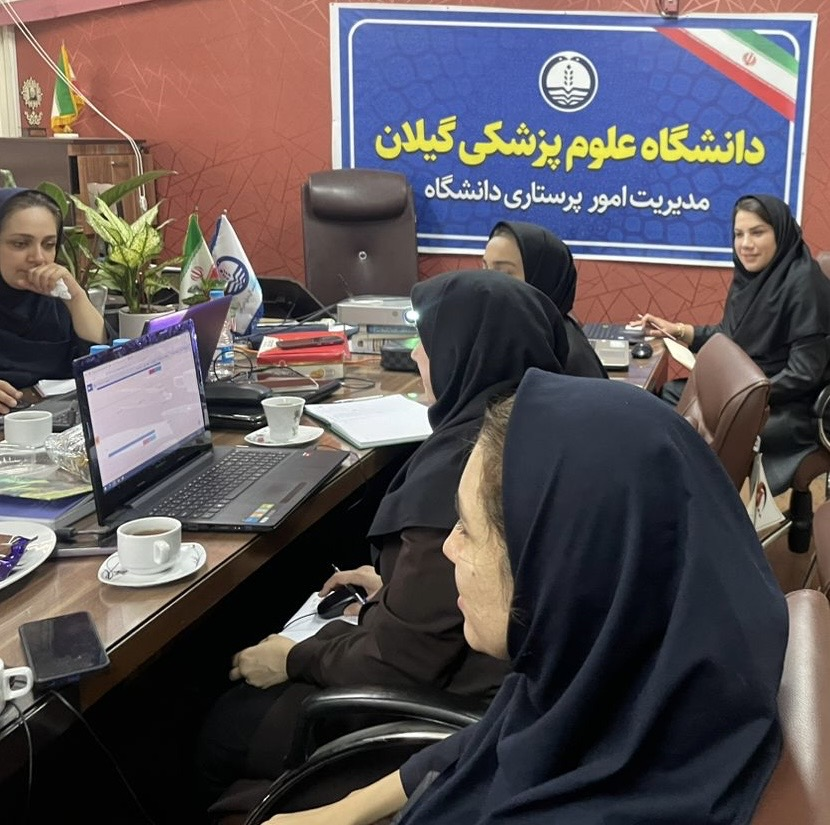 دانشگاه علوم پزشکی گیلان
مدیریت امور پرستاری دانشگاه